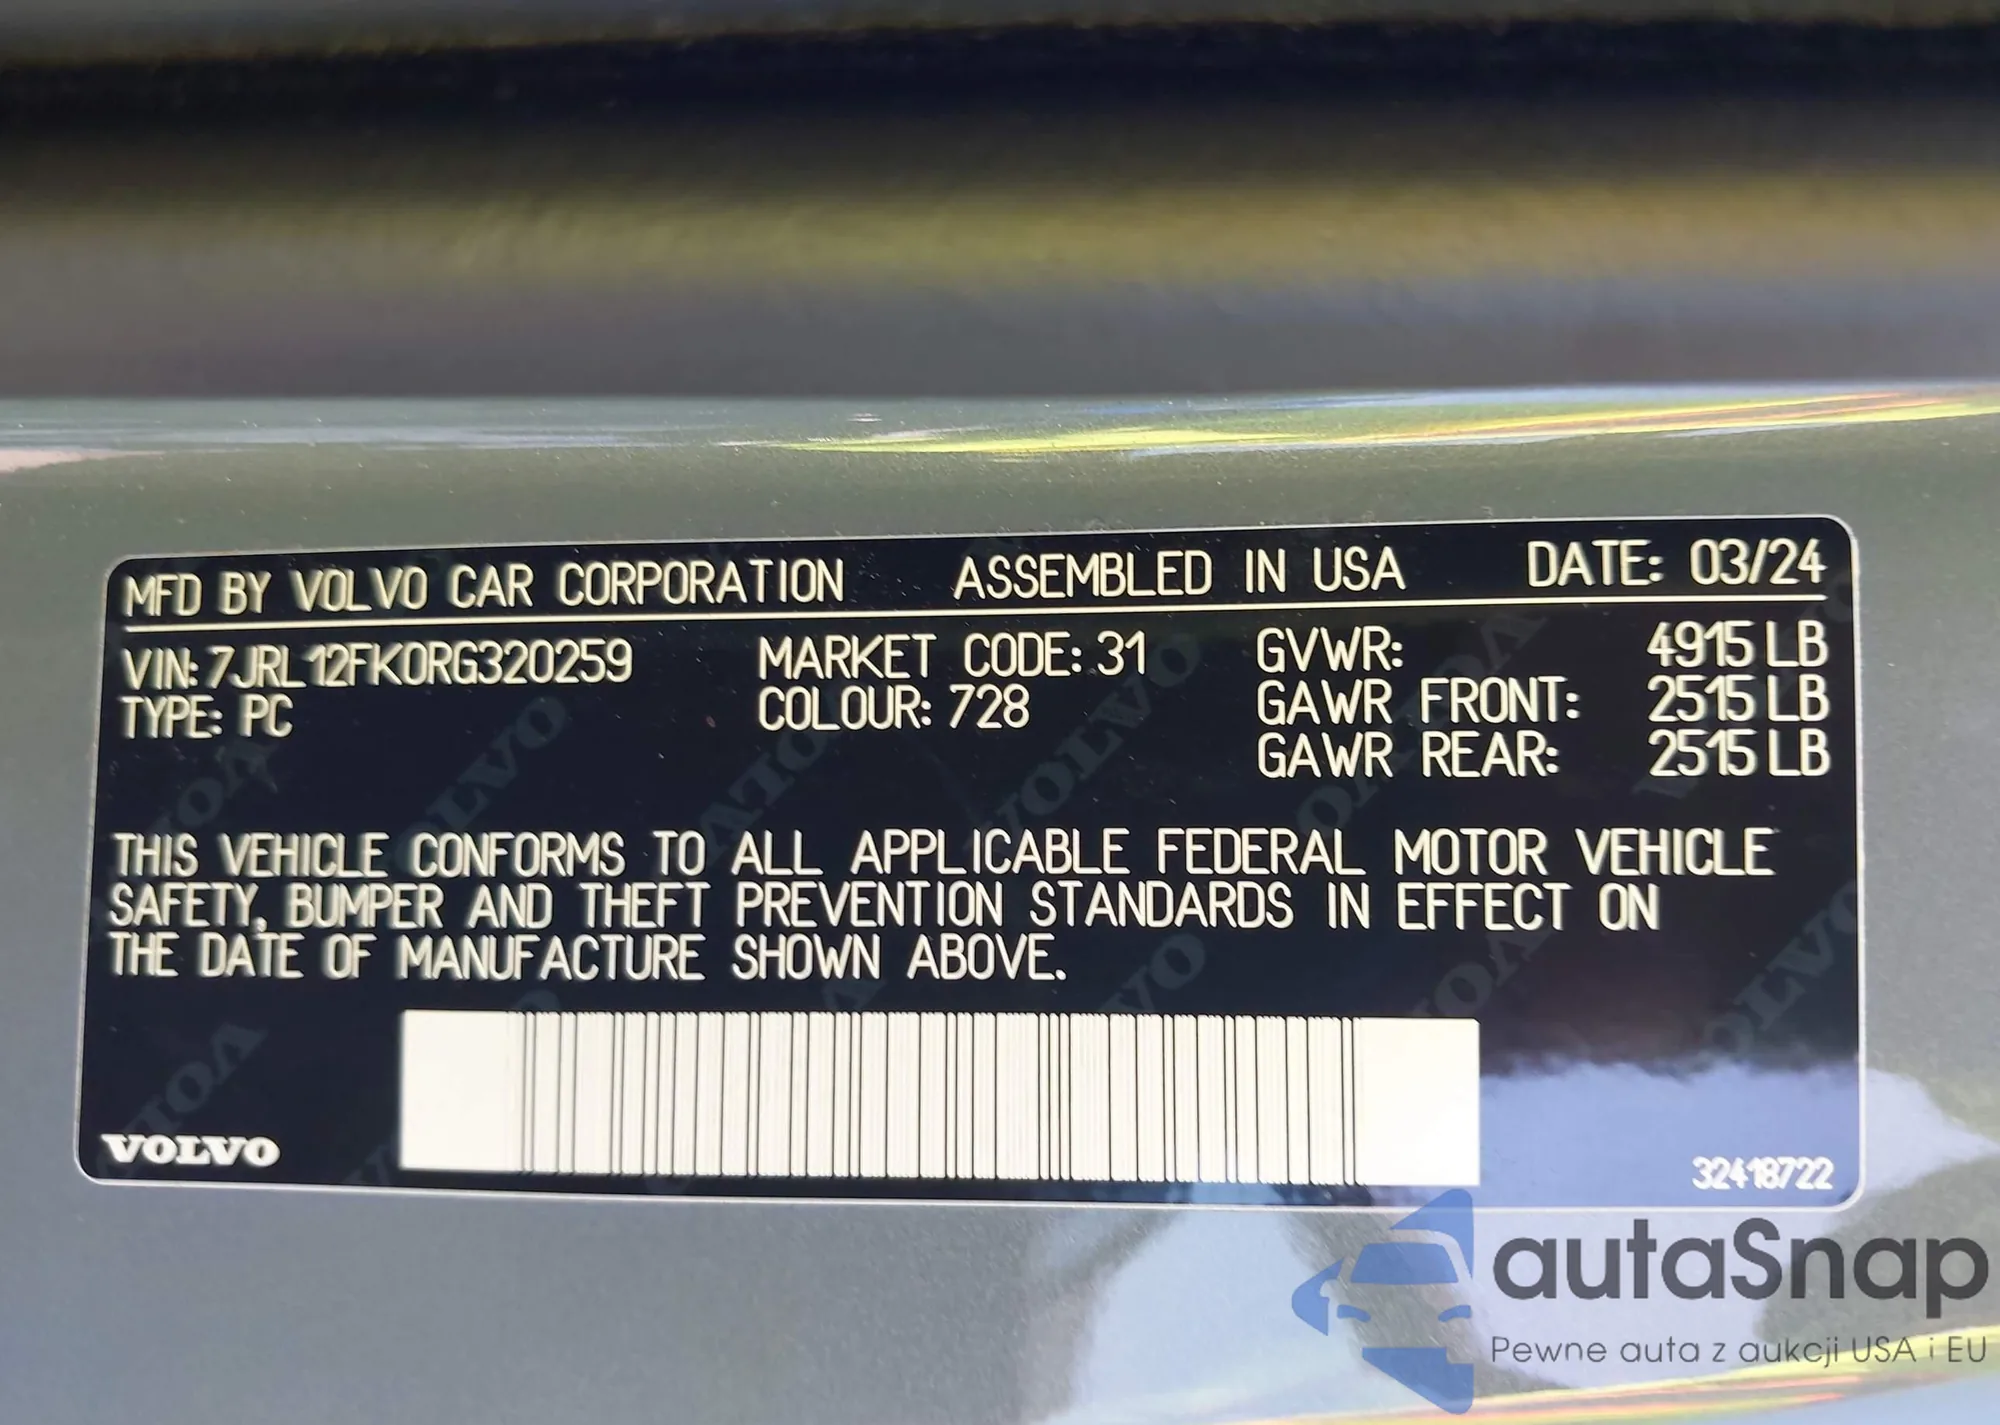 MFD BY VOLVO CAR CORPORATION ASSEMBLED IN USA DATE: 03/24
VIN: 7JRL12FK0RG320259 MARKET CODE: 31 GVWR: 4915 LB
TYPE: PC COLOUR: 728 GAWR FRONT: 2515 LB
GAWR REAR: 2515 LB
THIS VEHICLE CONFORMS TO ALL APPLICABLE FEDERAL MOTOR VEHICLE
SAFETY, BUMPER AND THEFT PREVENTION STANDARDS IN EFFECT ON
THE DATE OF MANUFACTURE SHOWN ABOVE.
VOLVO
32418722
autaSnap
Pewne auta z aukcji USA i EU